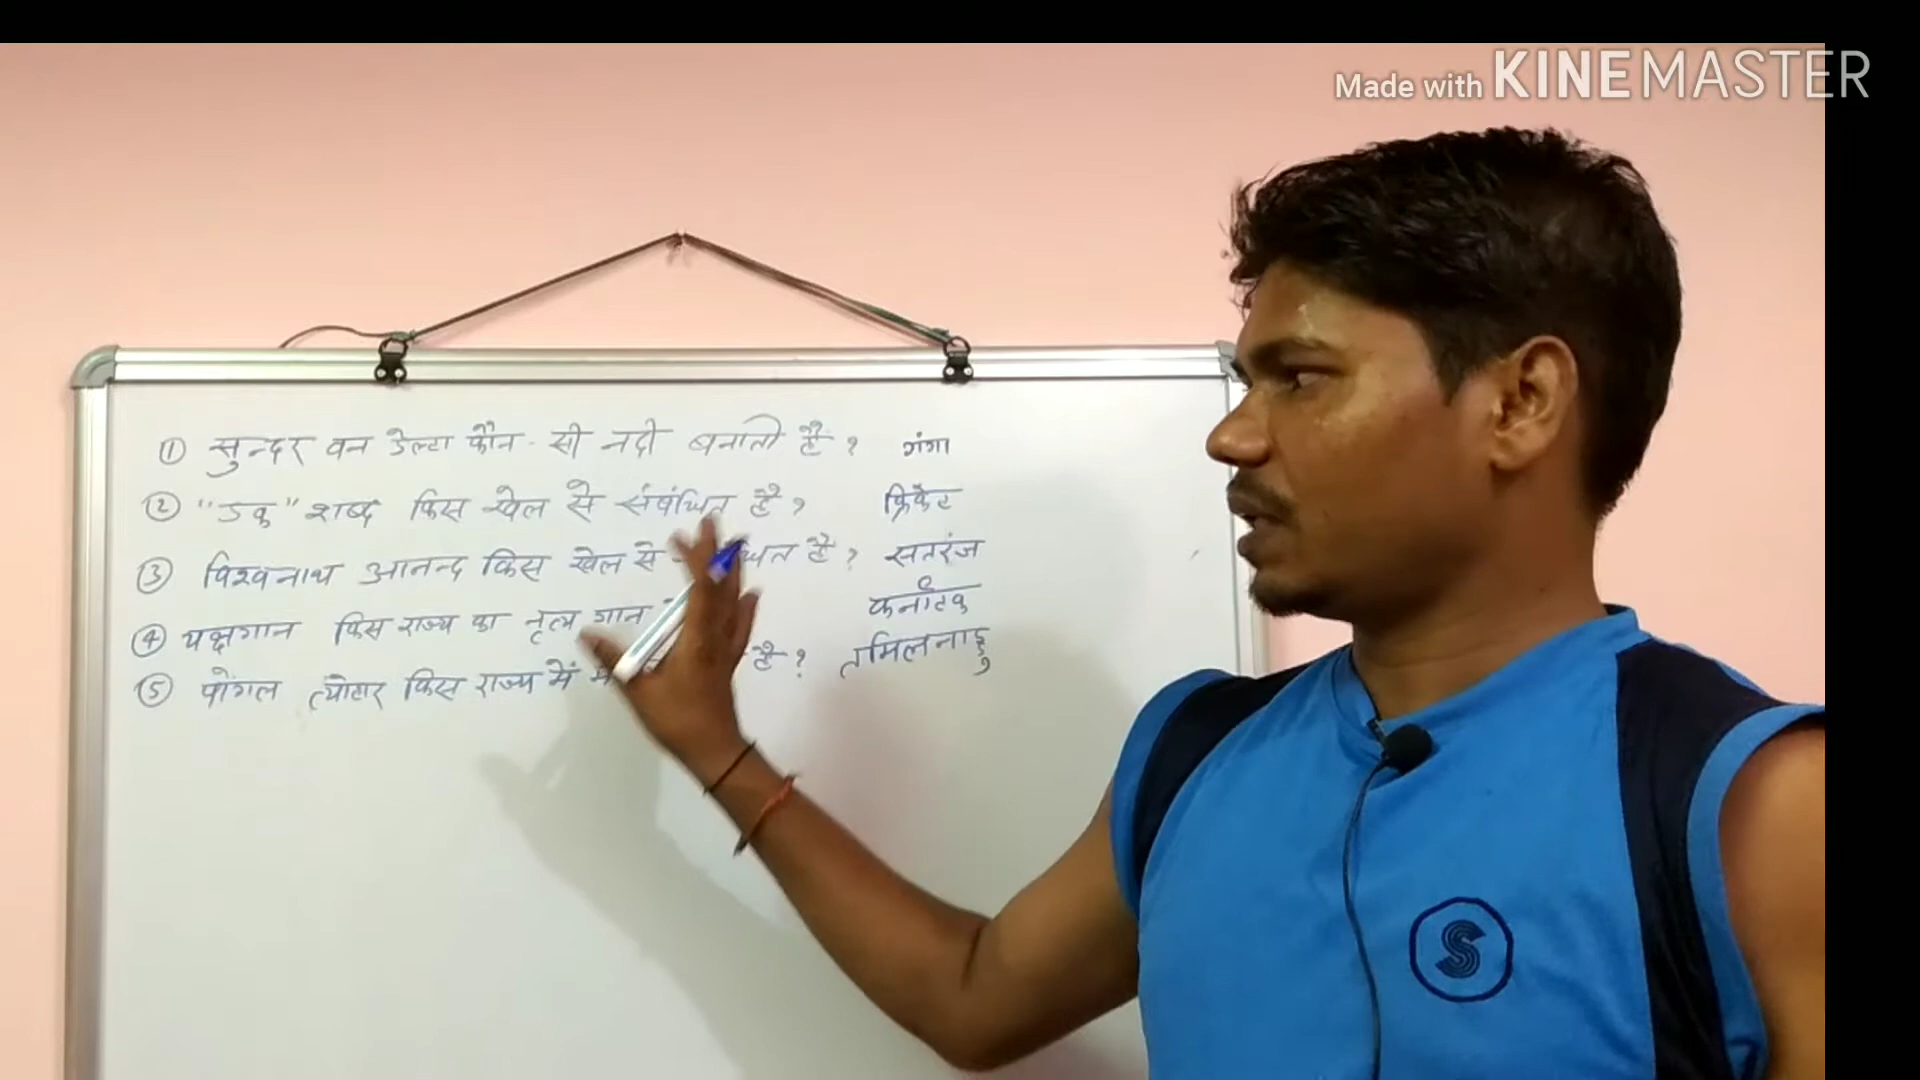 Made with KINEMASTER
① सुन्दर वन डेल्टा कौन-सी नदी बनाती है? गंगा
② "डक" शब्द किस खेल से संबंधित है? क्रिकेट
③ विश्वनाथ आनन्द किस खेल से है? सतरंज
④ यक्षगान किस राज्य का नृत्य गान कर्नाटक
⑤ पोंगल त्योहार किस राज्य में है? तमिलनाडु
S